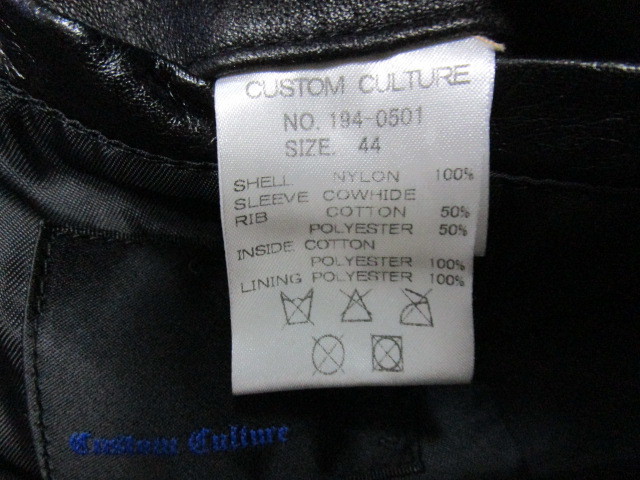 CUSTOM CULTURE
NO. 194-0501
SIZE. 44
SHELL NYLON 100%
SLEEVE COWHIDE
RIB COTTON 50%
POLYESTER 50%
INSIDE COTTON
POLYESTER 100%
LINING POLYESTER 100%
Custom Culture